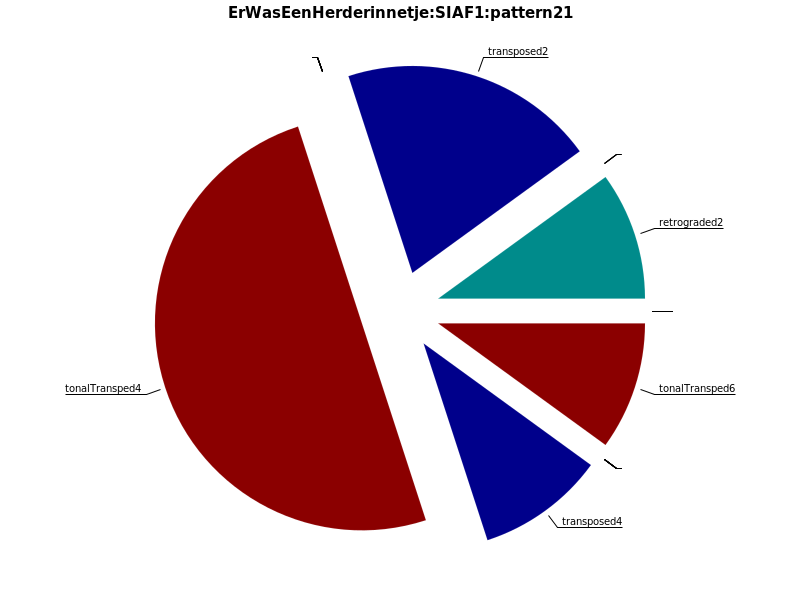 ErWasEenHerderinnetje:SIAF1:pattern21
transposed2
retrograded2
tonalTransped4
tonalTransped6
transposed4